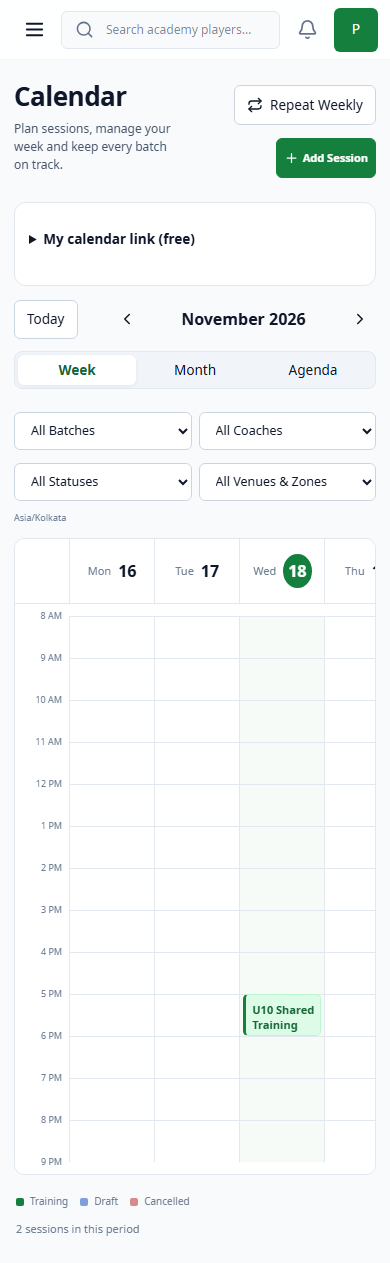 Search academy players...
P
Calendar
Plan sessions, manage your
week and keep every batch
on track.
Repeat Weekly
Add Session
My calendar link (free)
Today
November 2026
Week
Month
Agenda
All Batches
All Coaches
All Statuses
All Venues & Zones
Asia/Kolkata
Mon 16
Tue 17
Wed 18
Thu
8 AM
9 AM
10 AM
11 AM
12 PM
1 PM
2 PM
3 PM
4 PM
5 PM
U10 Shared
Training
6 PM
7 PM
8 PM
9 PM
Training
Draft
Cancelled
2 sessions in this period